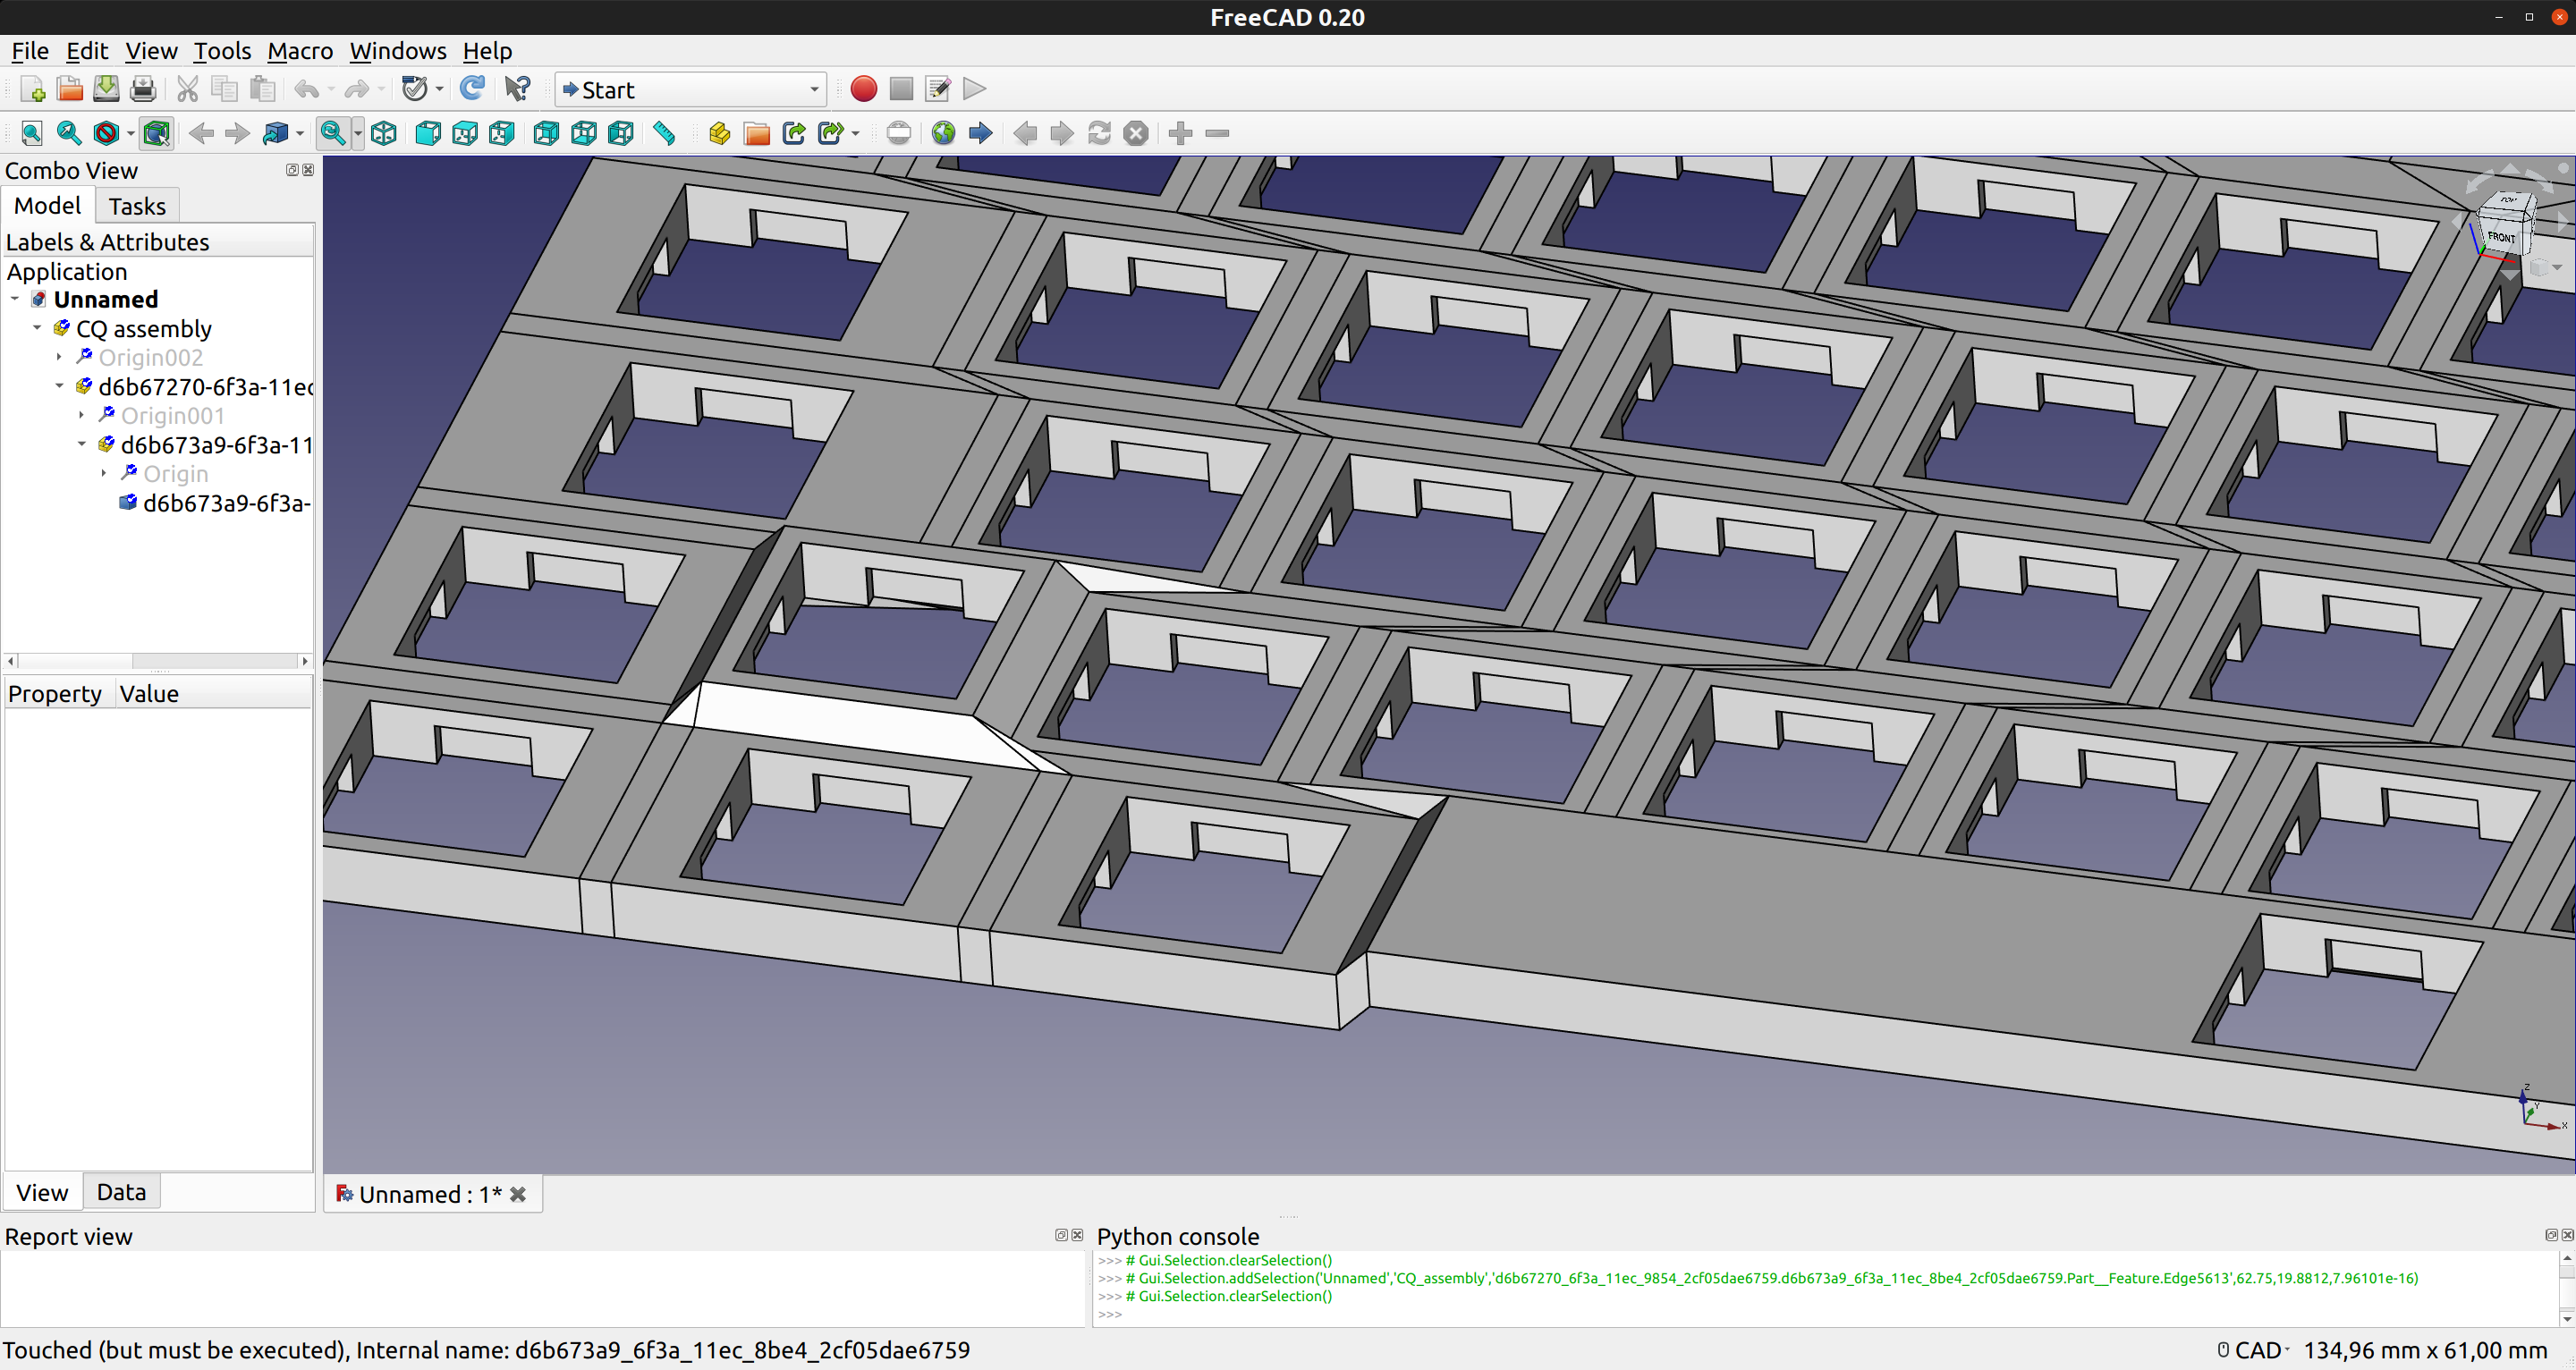 FreeCAD 0.20
File Edit View Tools Macro Windows Help
Start
Combo View
Model Tasks
Labels & Attributes
Application
Unnamed
CQ assembly
Origin002
d6b67270-6f3a-11ec
Origin001
d6b673a9-6f3a-11
Origin
d6b673a9-6f3a-
Property Value
View Data
TOP
FRONT
Z
Y
X
Unnamed : 1*
Report view
Python console
>>> # Gui.Selection.clearSelection()
>>> # Gui.Selection.addSelection('Unnamed','CQ_assembly','d6b67270_6f3a_11ec_9854_2cf05dae6759.d6b673a9_6f3a_11ec_8be4_2cf05dae6759.Part__Feature.Edge5613',62.75,19.8812,7.96101e-16)
>>> # Gui.Selection.clearSelection()
>>>
Touched (but must be executed), Internal name: d6b673a9_6f3a_11ec_8be4_2cf05dae6759
CAD 134,96 mm x 61,00 mm